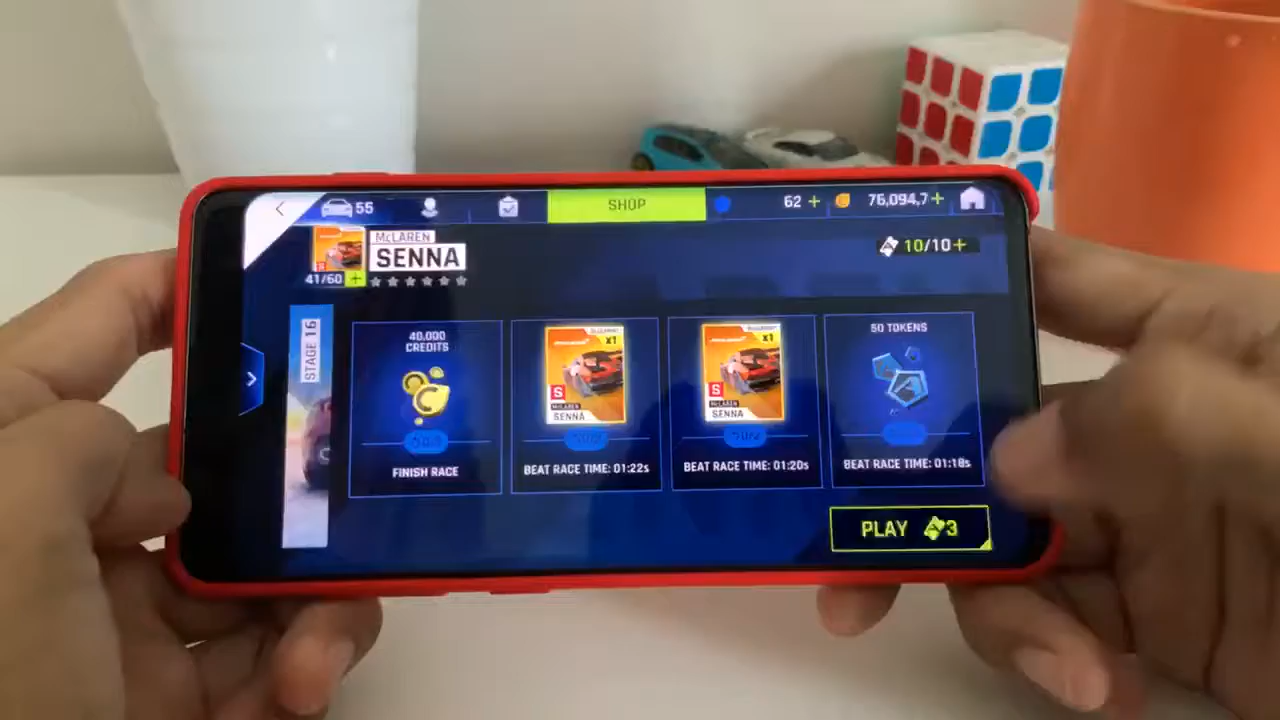 55
SHOP
62 +
76,094,7+
McLAREN
SENNA
41/60 +
10/10+
STAGE 16
40,000
CREDITS
FINISH RACE
x1
S
McLAREN
SENNA
BEAT RACE TIME: 01:22s
x1
S
McLAREN
SENNA
BEAT RACE TIME: 01:20s
50 TOKENS
BEAT RACE TIME: 01:18s
PLAY 3